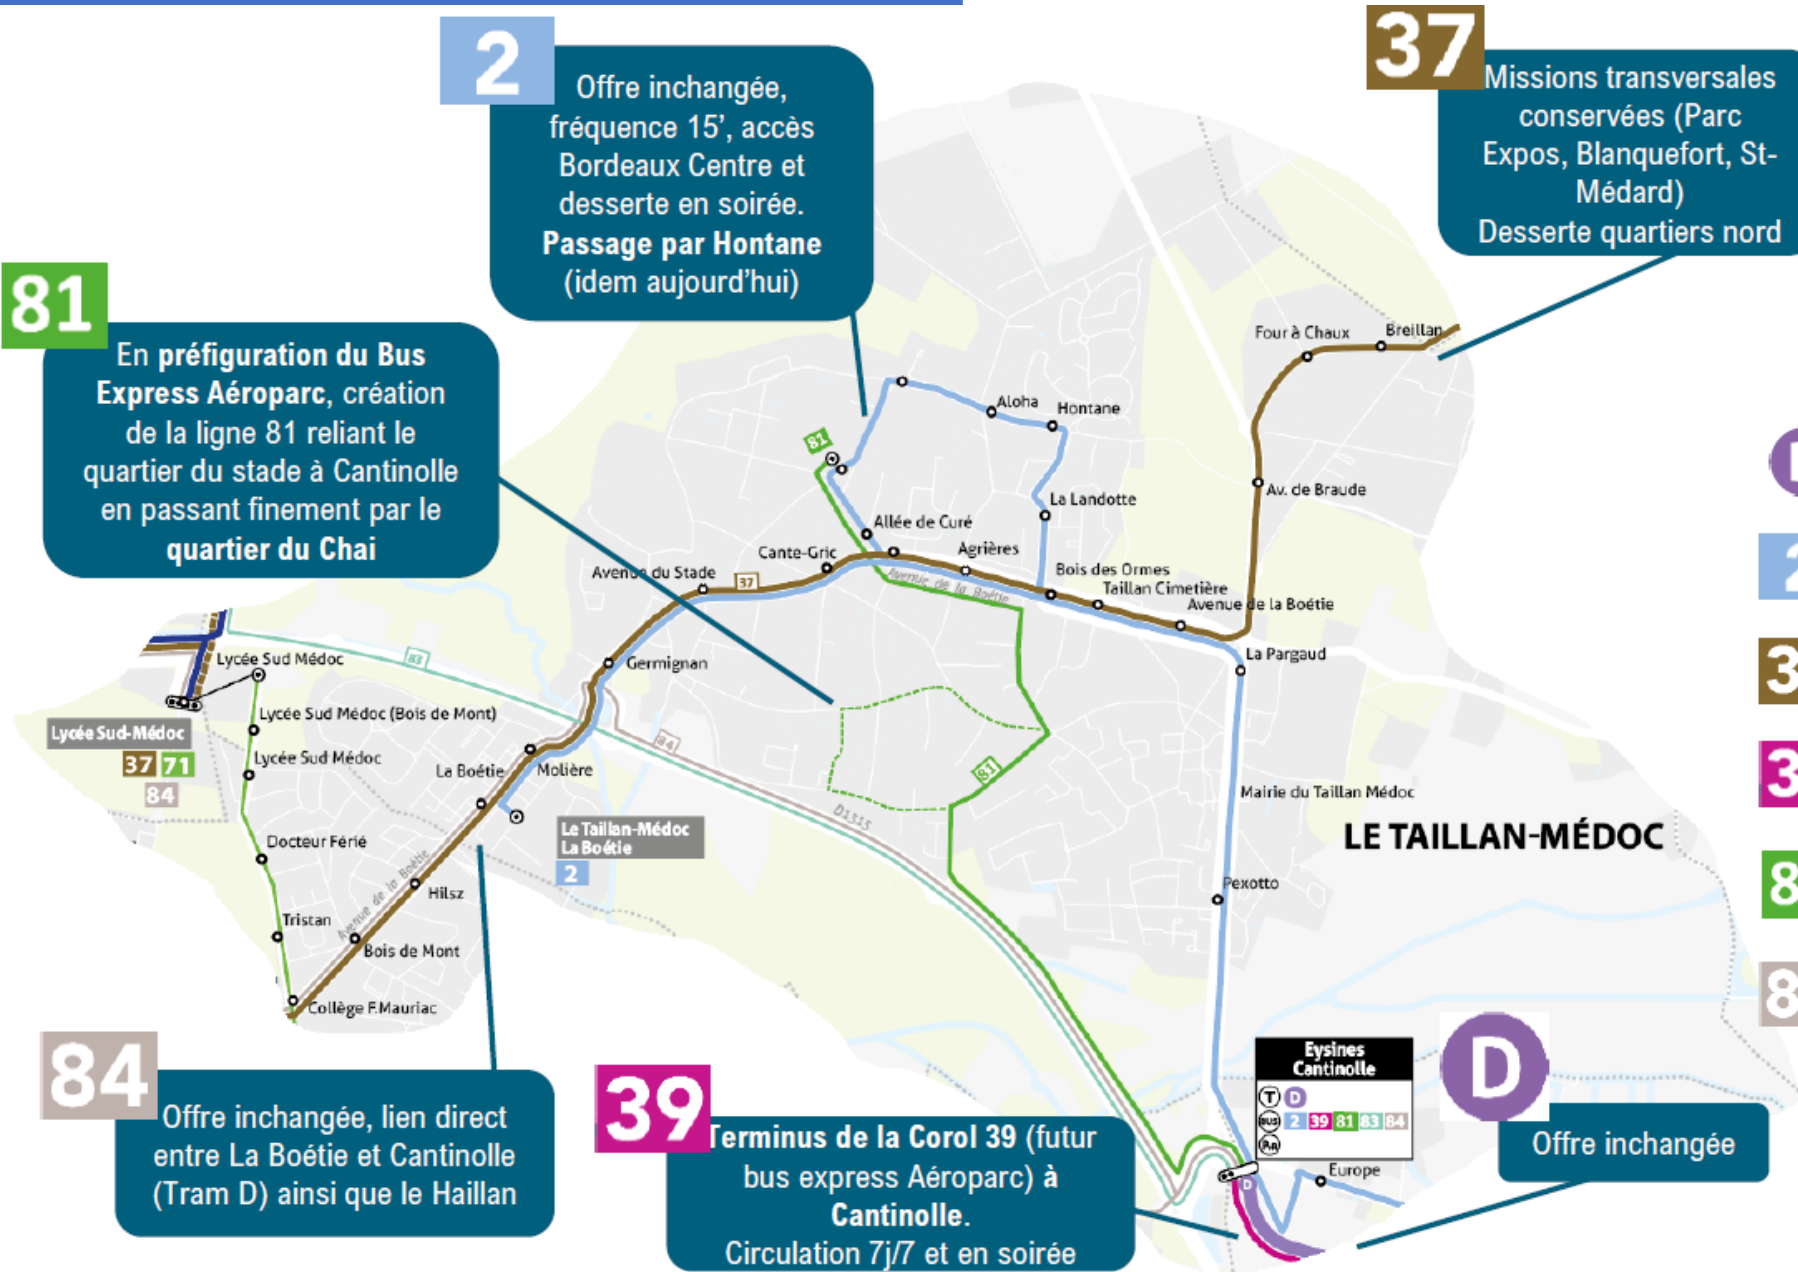 2
Offre inchangée,
fréquence 15’, accès
Bordeaux Centre et
desserte en soirée.
Passage par Hontane
(idem aujourd’hui)
37
Missions transversales
conservées (Parc
Expos, Blanquefort, St-
Médard)
Desserte quartiers nord
81
En préfiguration du Bus
Express Aéroparc, création
de la ligne 81 reliant le
quartier du stade à Cantinolle
en passant finement par le
quartier du Chai
Four à Chaux
Breillan
Aloha
Hontane
81
La Landotte
Av. de Braude
Allée de Curé
Cante-Gric
Agrières
Avenue du Stade
37
Avenue de la Boétie
Bois des Ormes
Taillan Cimetière
Avenue de la Boétie
La Pargaud
Germignan
83
Lycée Sud Médoc
Lycée Sud Médoc (Bois de Mont)
Lycée Sud-Médoc
37 71
84
Lycée Sud Médoc
84
La Boétie
Molière
81
Mairie du Taillan Médoc
D1315
LE TAILLAN-MÉDOC
Le Taillan-Médoc
La Boétie
2
Docteur Férié
Avenue de la Boétie
Hilsz
Pexotto
Tristan
Bois de Mont
Collège F.Mauriac
84
Offre inchangée, lien direct
entre La Boétie et Cantinolle
(Tram D) ainsi que le Haillan
39
Terminus de la Corol 39 (futur
bus express Aéroparc) à
Cantinolle.
Circulation 7j/7 et en soirée
Eysines
Cantinolle
T D
BUS 2 39 81 83 84
P+R
Europe
D
D
Offre inchangée
2
3
3
8
8